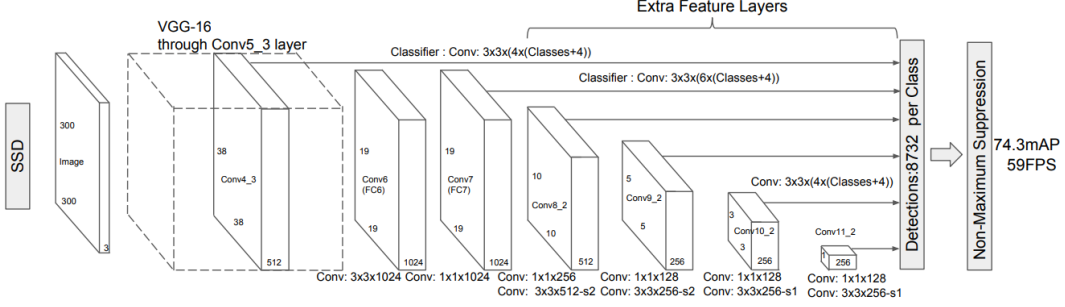 Extra Feature Layers
VGG-16
through Conv5_3 layer
Classifier : Conv: 3x3x(4x(Classes+4))
Classifier : Conv: 3x3x(6x(Classes+4))
SSD
300
Image
300
3
38
Conv4_3
38
512
19
Conv6
(FC6)
19
1024
19
Conv7
(FC7)
19
1024
10
Conv8_2
10
512
5
Conv9_2
5
256
Conv: 3x3x(4x(Classes+4))
3
Conv10_2
3
256
Conv11_2
1
256
Detections:8732 per Class
Non-Maximum Suppression
74.3mAP
59FPS
Conv: 3x3x1024
Conv: 1x1x1024
Conv: 1x1x256
Conv: 3x3x512-s2
Conv: 1x1x128
Conv: 3x3x256-s2
Conv: 1x1x128
Conv: 3x3x256-s1
Conv: 1x1x128
Conv: 3x3x256-s1